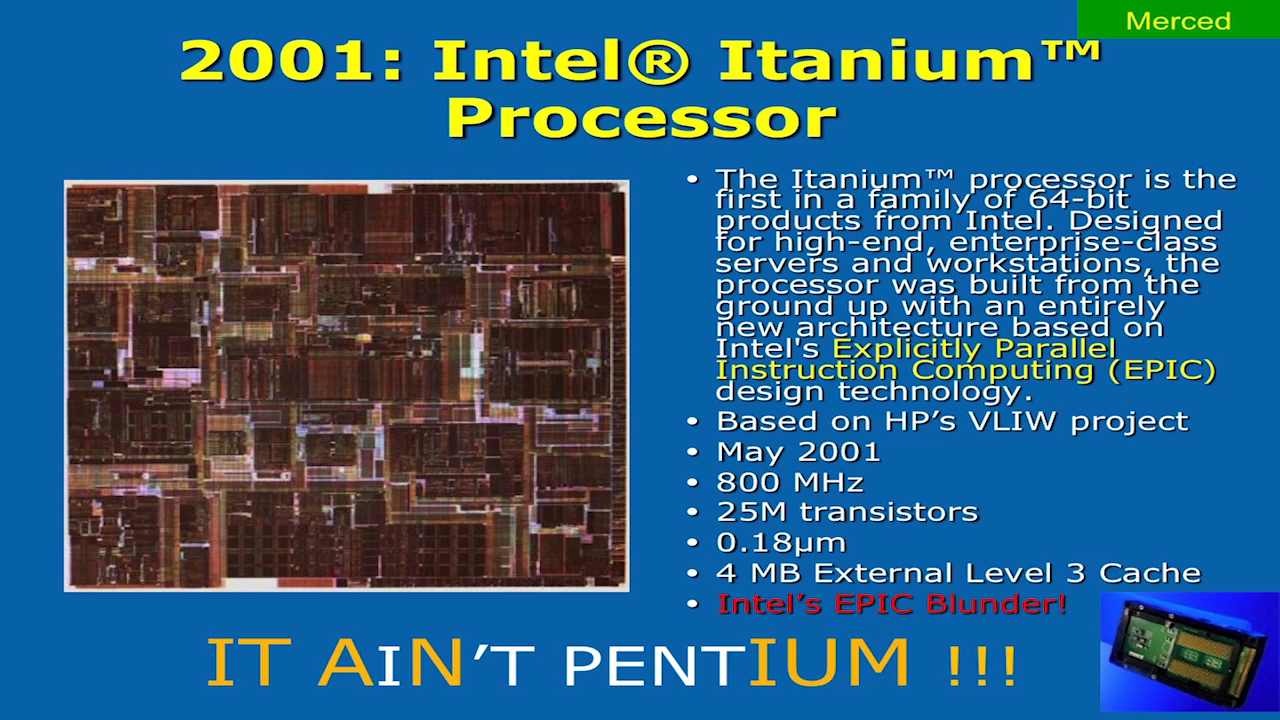 Merced
2001: Intel® Itanium™
Processor
• The Itanium™ processor is the
first in a family of 64-bit
products from Intel. Designed
for high-end, enterprise-class
servers and workstations, the
processor was built from the
ground up with an entirely
new architecture based on
Intel's Explicitly Parallel
Instruction Computing (EPIC)
design technology.
• Based on HP’s VLIW project
• May 2001
• 800 MHz
• 25M transistors
• 0.18µm
• 4 MB External Level 3 Cache
• Intel’s EPIC Blunder!
IT AIN’T PENTIUM !!!